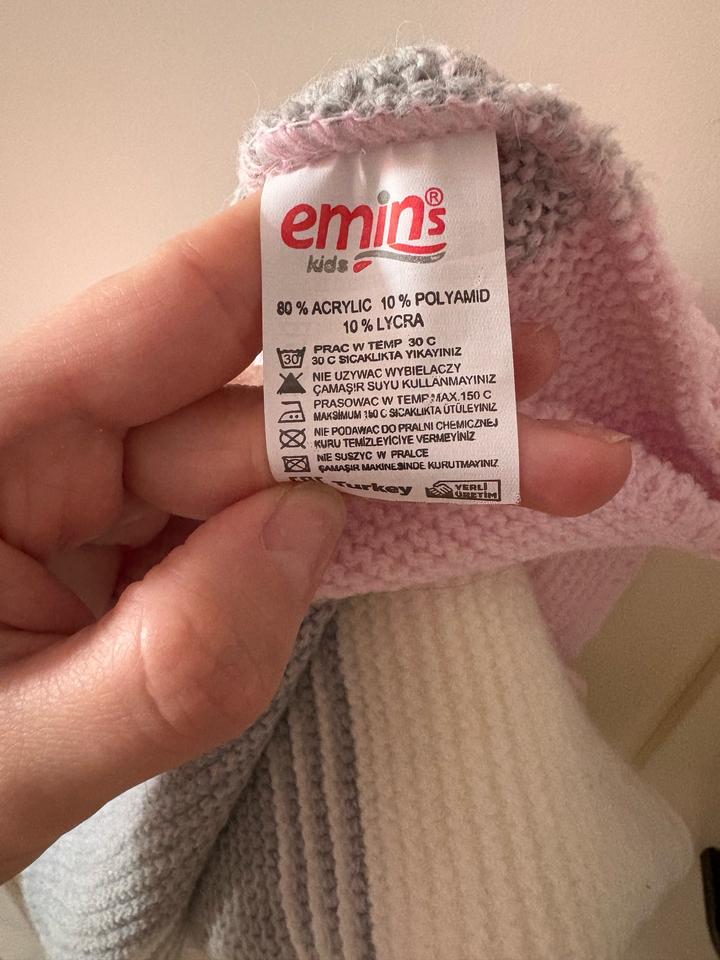 emins®
kids
80 % ACRYLIC 10 % POLYAMID
10 % LYCRA
30
PRAC W TEMP 30 C
30 C SICAKLIKTA YIKAYINIZ
NIE UZYWAC WYBIELACZY
ÇAMAŞIR SUYU KULLANMAYINIZ
PRASOWAC W TEMP.MAX.150 C
MAKSİMUM 150 C SICAKLIKTA ÜTÜLEYİNİZ
NIE PODAWAC DO PRALNI CHEMICZNEJ
KURU TEMİZLEYİCİYE VERMEYİNİZ
NIE SUSZYC W PRALCE
ÇAMAŞIR MAKİNESİNDE KURUTMAYINIZ
Turkey
YERLİ
ÜRETİM